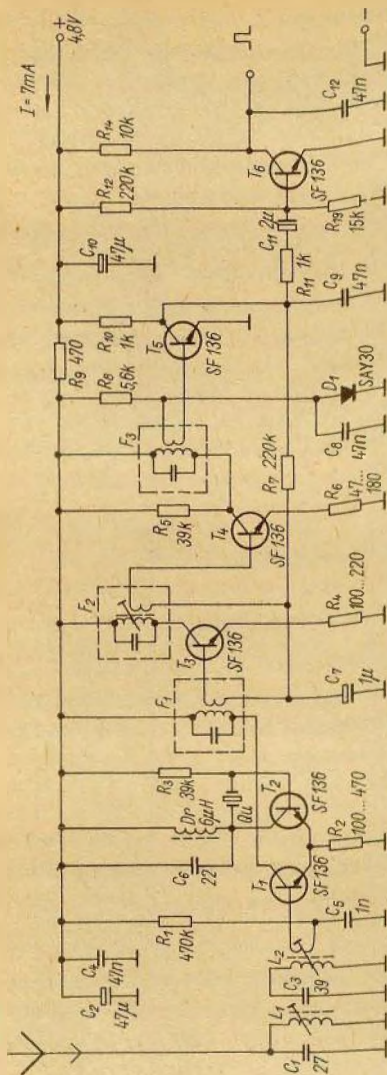 I = 7mA
+
4,8V
C₂
47µ
C₄
47n
R₁
470k
C₆
22
Dr
6µH
R₃
39k
Qu
F₁
F₂
R₅
39k
F₃
R₉ 470
R₈
5,6k
R₁₀
1k
C₁₀
47µ
R₁₂
220k
R₁₄
10k
T₁
SF136
T₂
SF136
T₃
SF136
T₄
SF136
T₅
SF136
T₆
SF136
R₇ 220k
R₁₁
1k
C₁₁
2µ
C₁
27
L₁
C₃
39
L₂
C₅
1n
R₂
100...470
C₇
1µ
R₄
100...220
R₆
47...
180
C₈
47n
D₁
SAY30
C₉
47n
R₁₉
15k
C₁₂
47n
−